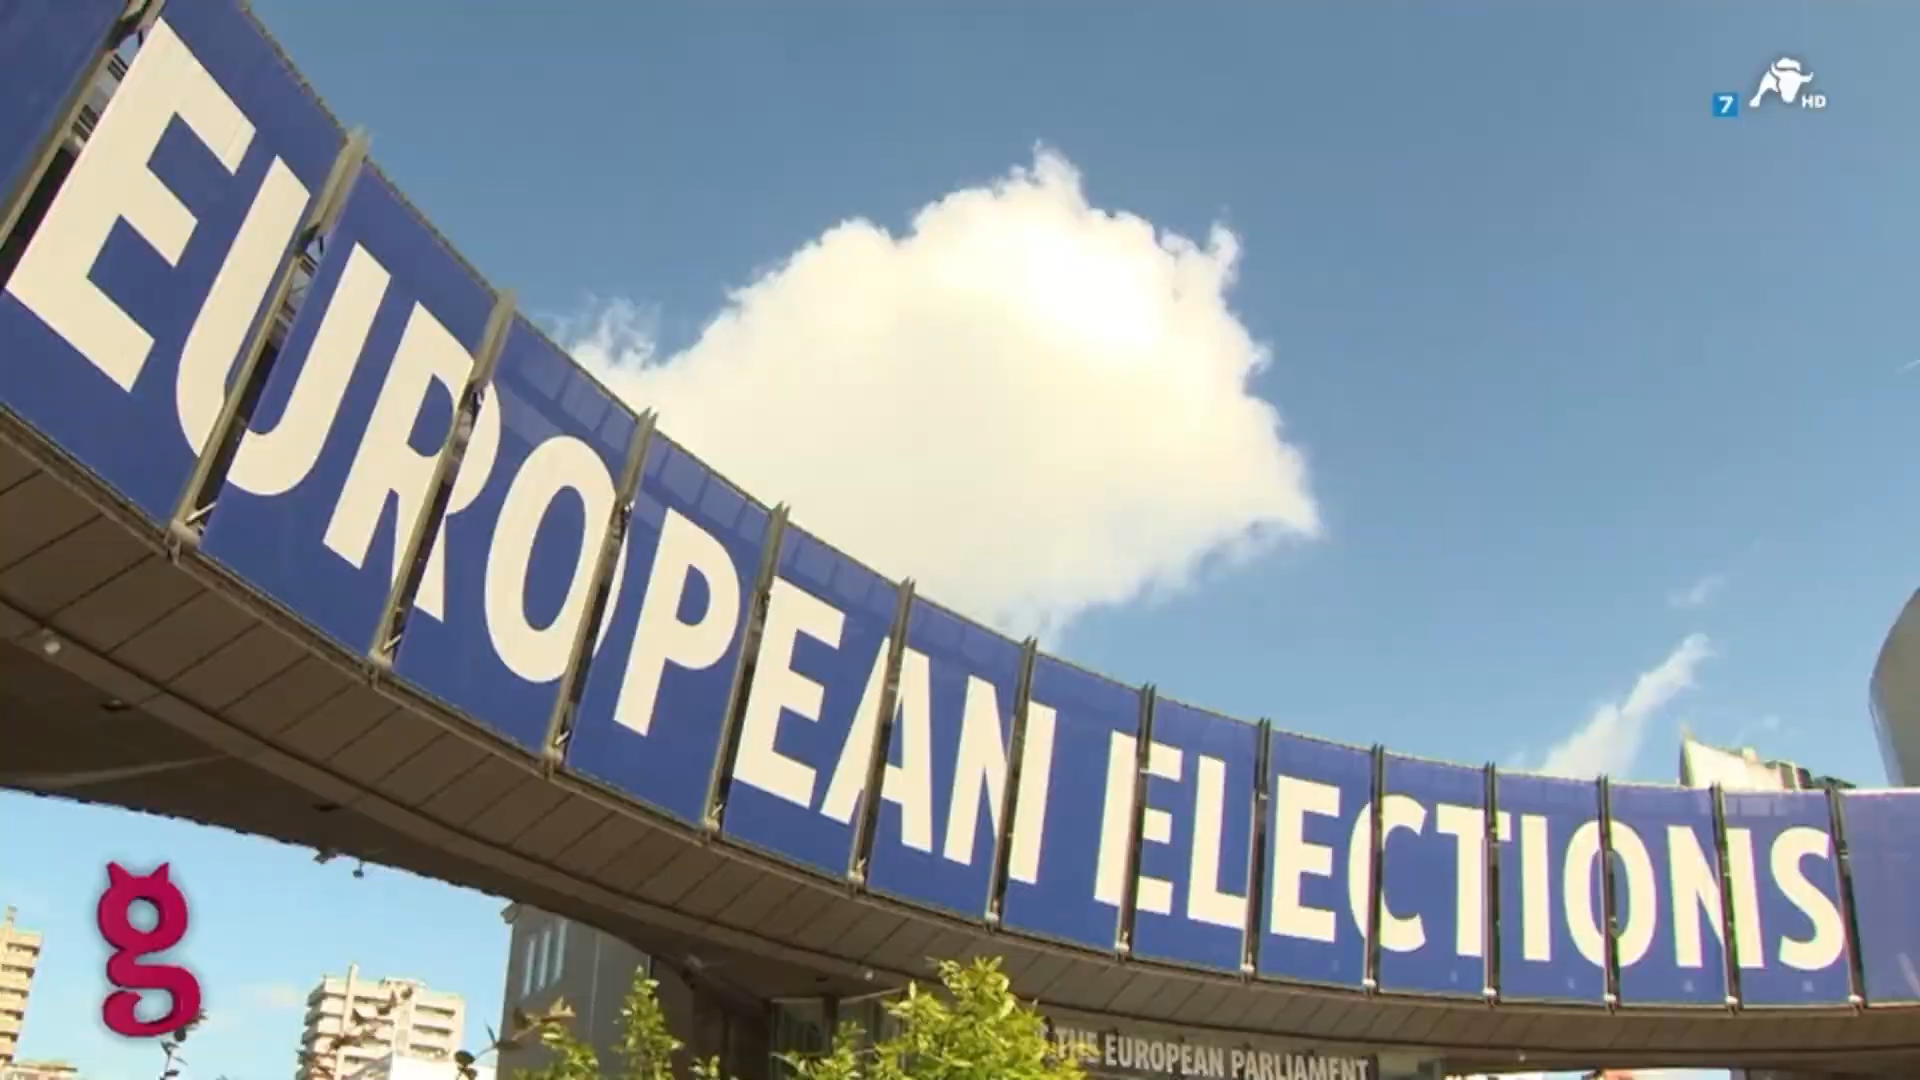 7
HD
EUROPEAN ELECTIONS
g
THE EUROPEAN PARLIAMENT